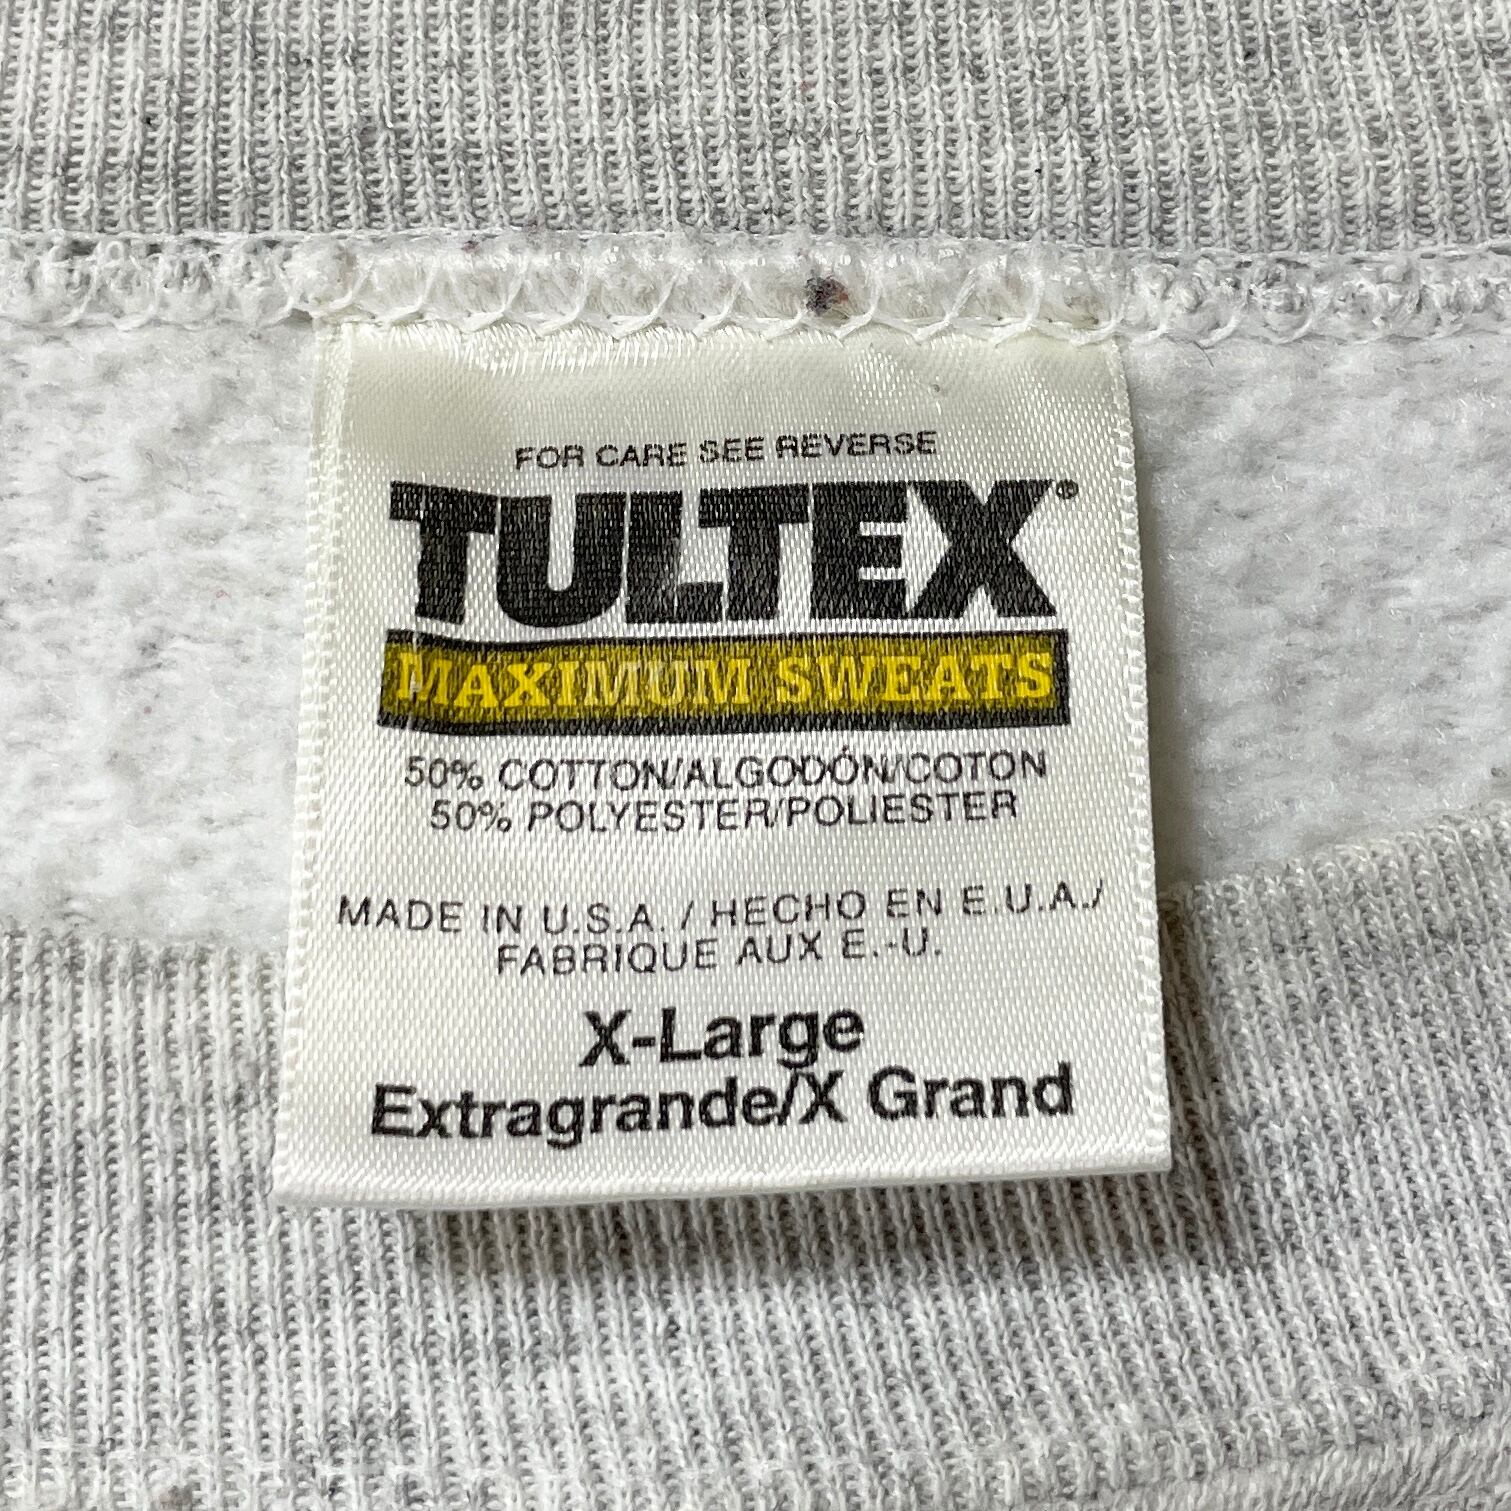 FOR CARE SEE REVERSE
TULTEX®
MAXIMUM SWEATS
50% COTTON/ALGODÓN/COTON
50% POLYESTER/POLIESTER
MADE IN U.S.A. / HECHO EN E.U.A./
FABRIQUE AUX E.-U.
X-Large
Extragrande/X Grand